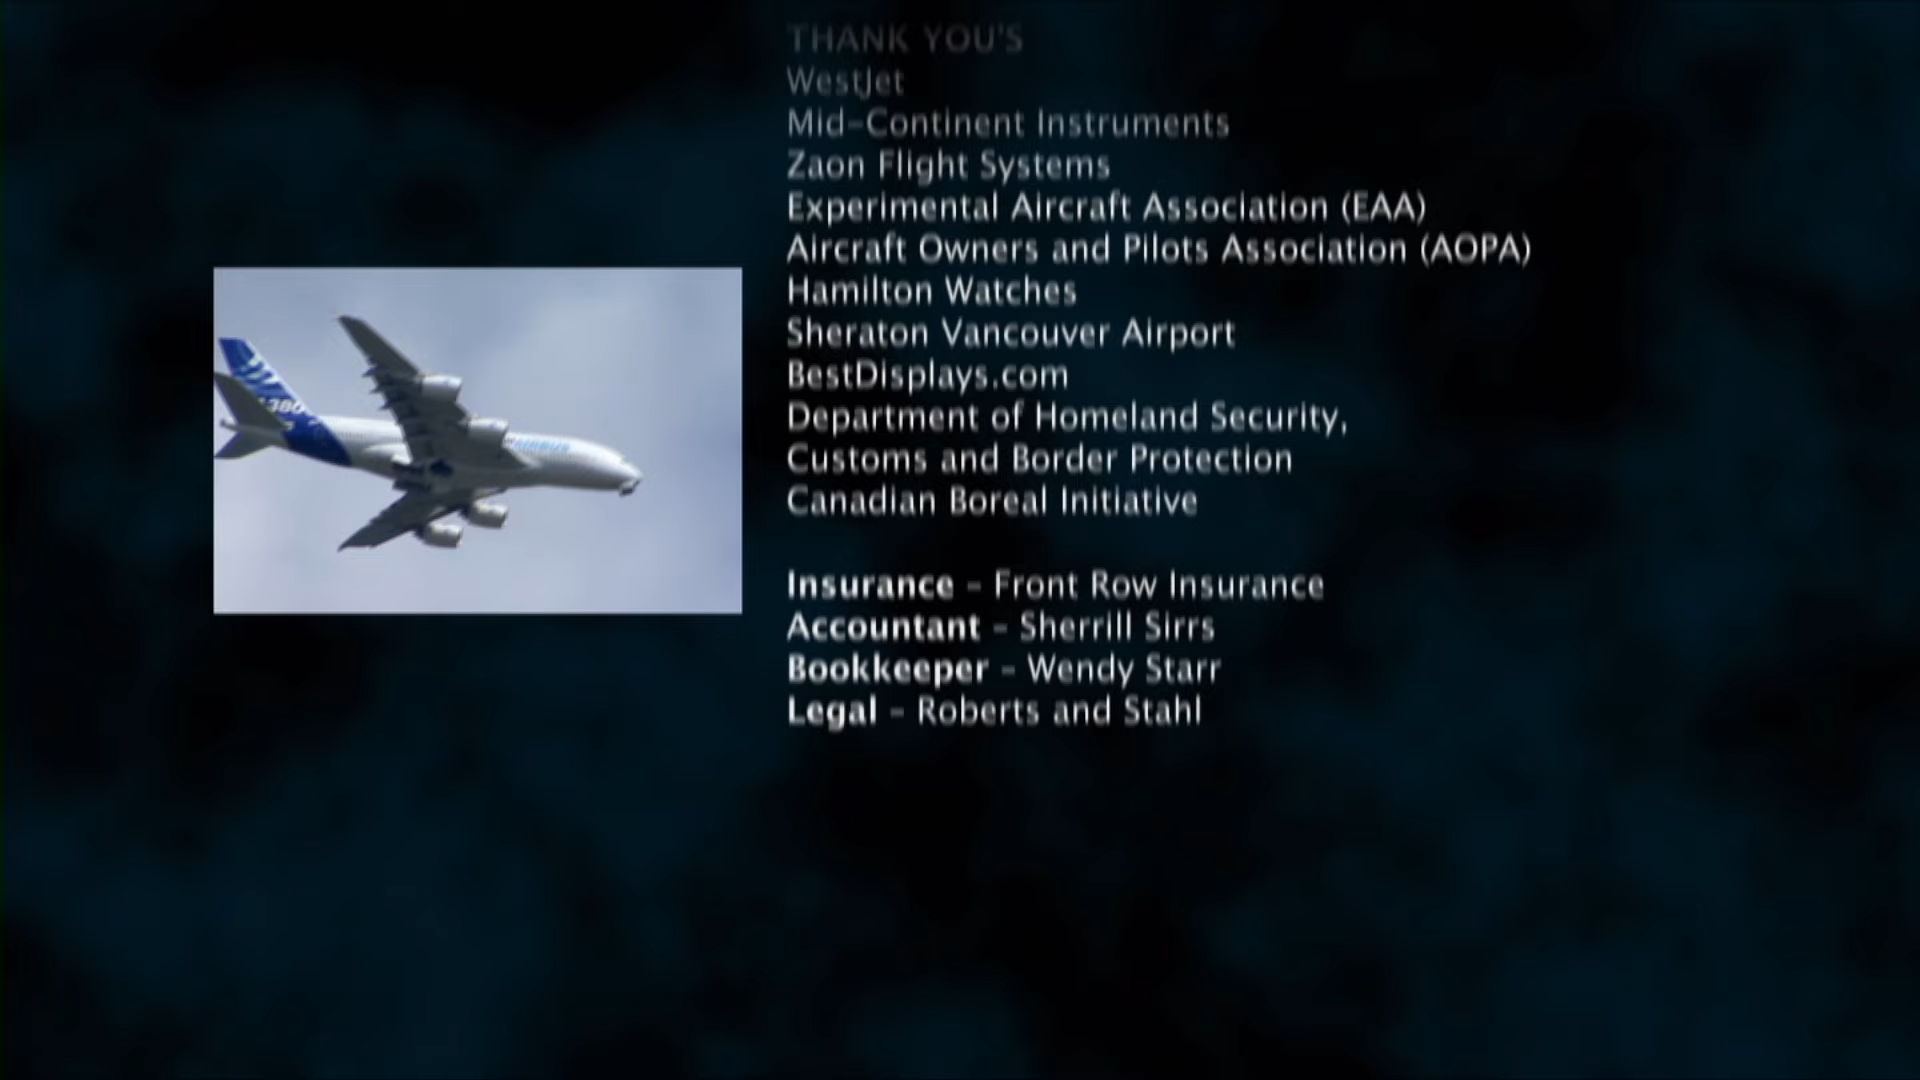 THANK YOU'S
WestJet
Mid-Continent Instruments
Zaon Flight Systems
Experimental Aircraft Association (EAA)
Aircraft Owners and Pilots Association (AOPA)
Hamilton Watches
Sheraton Vancouver Airport
BestDisplays.com
Department of Homeland Security,
Customs and Border Protection
Canadian Boreal Initiative
Insurance - Front Row Insurance
Accountant - Sherrill Sirrs
Bookkeeper - Wendy Starr
Legal - Roberts and Stahl
A380
AIRBUS